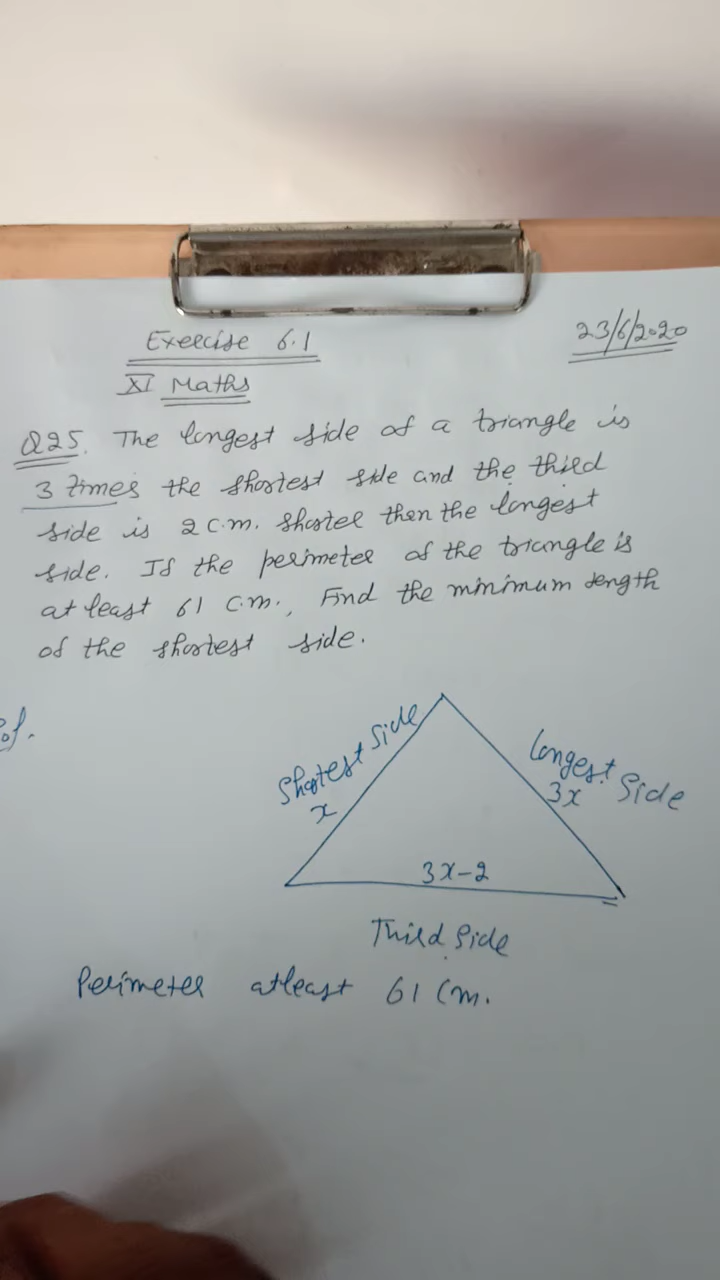 Exercise 6.1
23/6/2020
XI Maths
Q25. The longest side of a triangle is
3 times the shortest side and the third
side is 2 c.m. shorter then the longest
side. If the perimeter of the triangle is
at least 61 c.m., Find the minimum length
of the shortest side.
Sol.
Shortest Side
x
Longest Side
3x
3x-2
Third Side
Perimeter atleast 61 Cm.